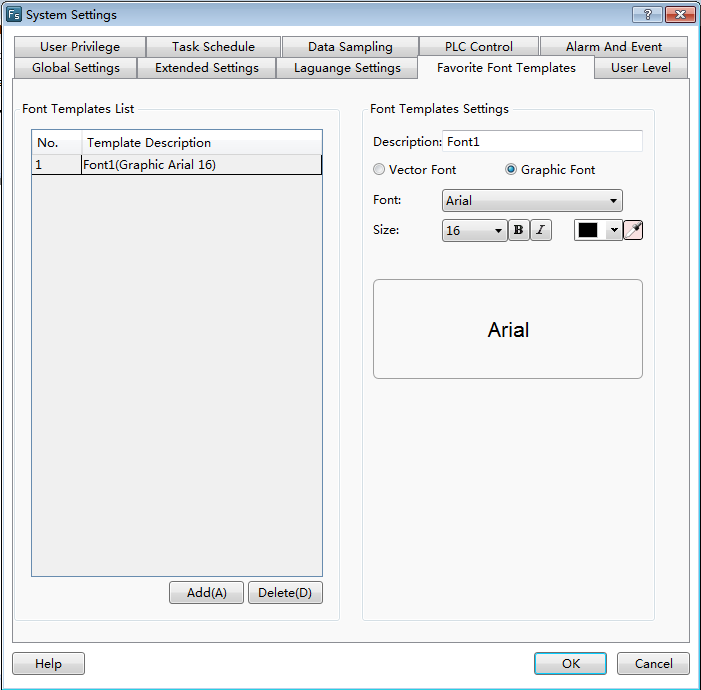 Fs System Settings ?
User Privilege Task Schedule Data Sampling PLC Control Alarm And Event
Global Settings Extended Settings Laguange Settings Favorite Font Templates User Level
Font Templates List
No. Template Description
1 Font1(Graphic Arial 16)
Add(A) Delete(D)
Font Templates Settings
Description: Font1
Vector Font Graphic Font
Font: Arial
Size: 16 B I
Arial
Help OK Cancel